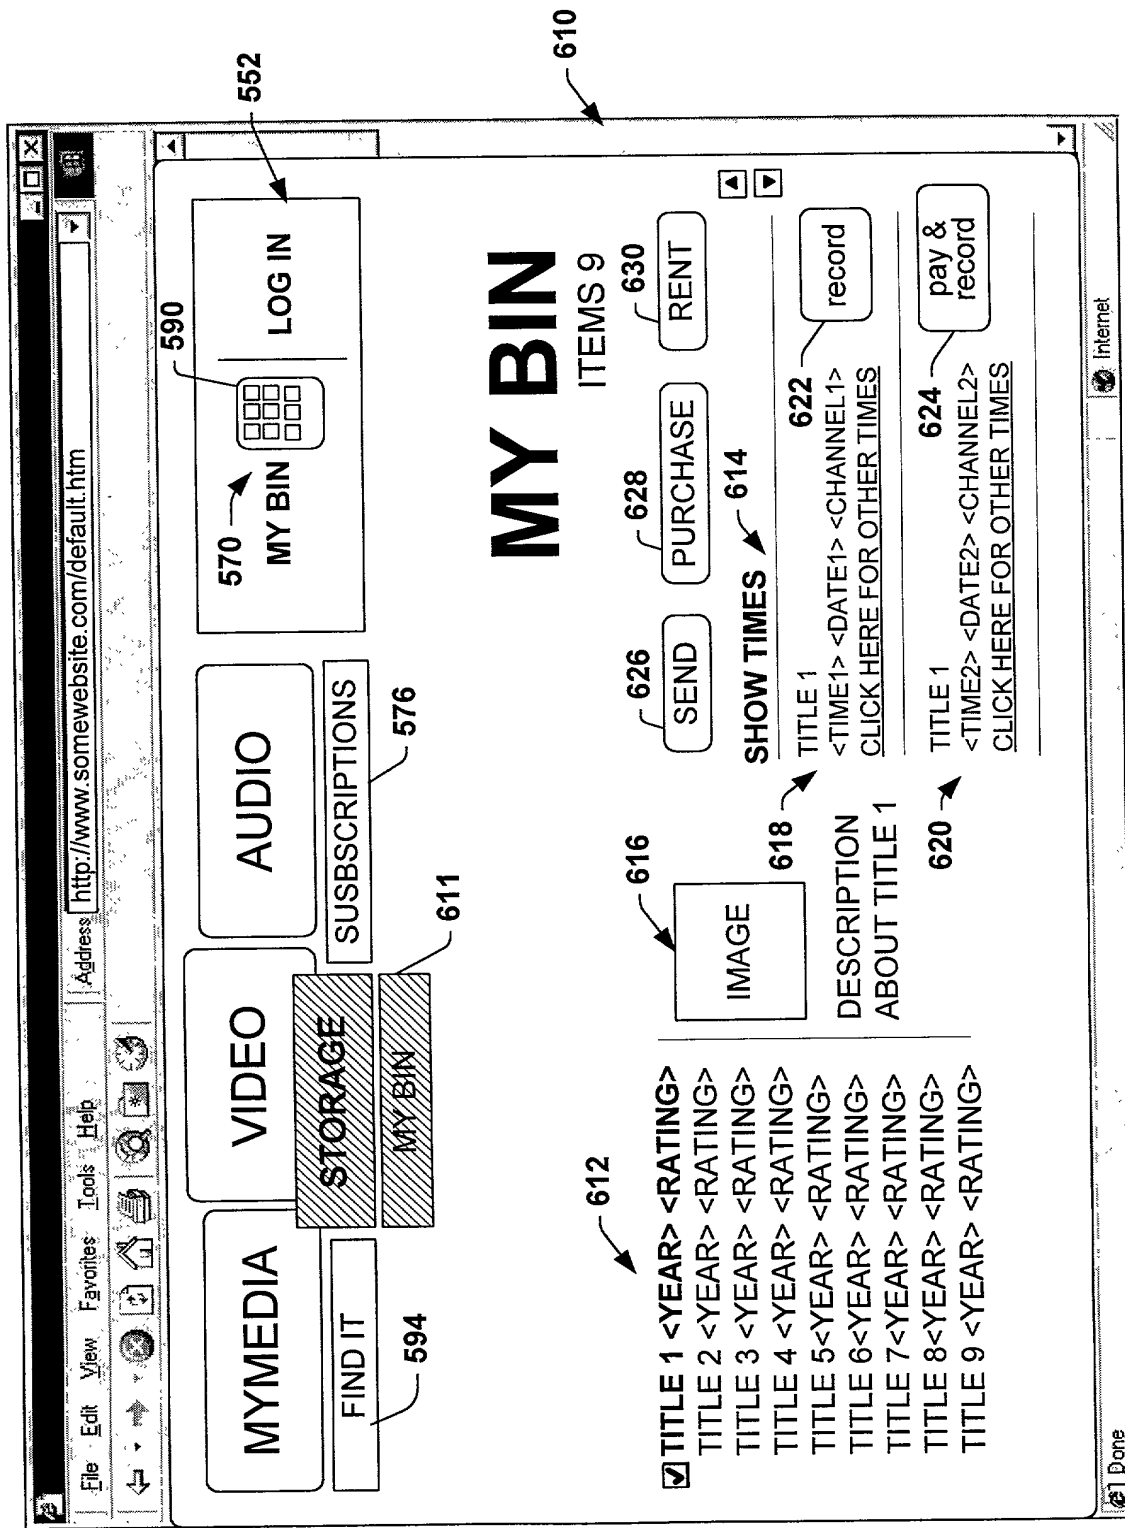 File Edit View Favorites Tools Help
Address http://www.somewebsite.com/default.htm
MYMEDIA
VIDEO
AUDIO
FIND IT
594
STORAGE
MY BIN
611
SUSBSCRIPTIONS
576
570
MY BIN
590
LOG IN
552
610
MY BIN
ITEMS 9
612
TITLE 1 <YEAR> <RATING>
TITLE 2 <YEAR> <RATING>
TITLE 3 <YEAR> <RATING>
TITLE 4 <YEAR> <RATING>
TITLE 5<YEAR> <RATING>
TITLE 6<YEAR> <RATING>
TITLE 7<YEAR> <RATING>
TITLE 8<YEAR> <RATING>
TITLE 9 <YEAR> <RATING>
616
IMAGE
DESCRIPTION
ABOUT TITLE 1
626
SEND
628
PURCHASE
630
RENT
SHOW TIMES
614
618
TITLE 1
<TIME1> <DATE1> <CHANNEL1>
CLICK HERE FOR OTHER TIMES
622
record
620
TITLE 1
<TIME2> <DATE2> <CHANNEL2>
CLICK HERE FOR OTHER TIMES
624
pay &
record
Done
Internet